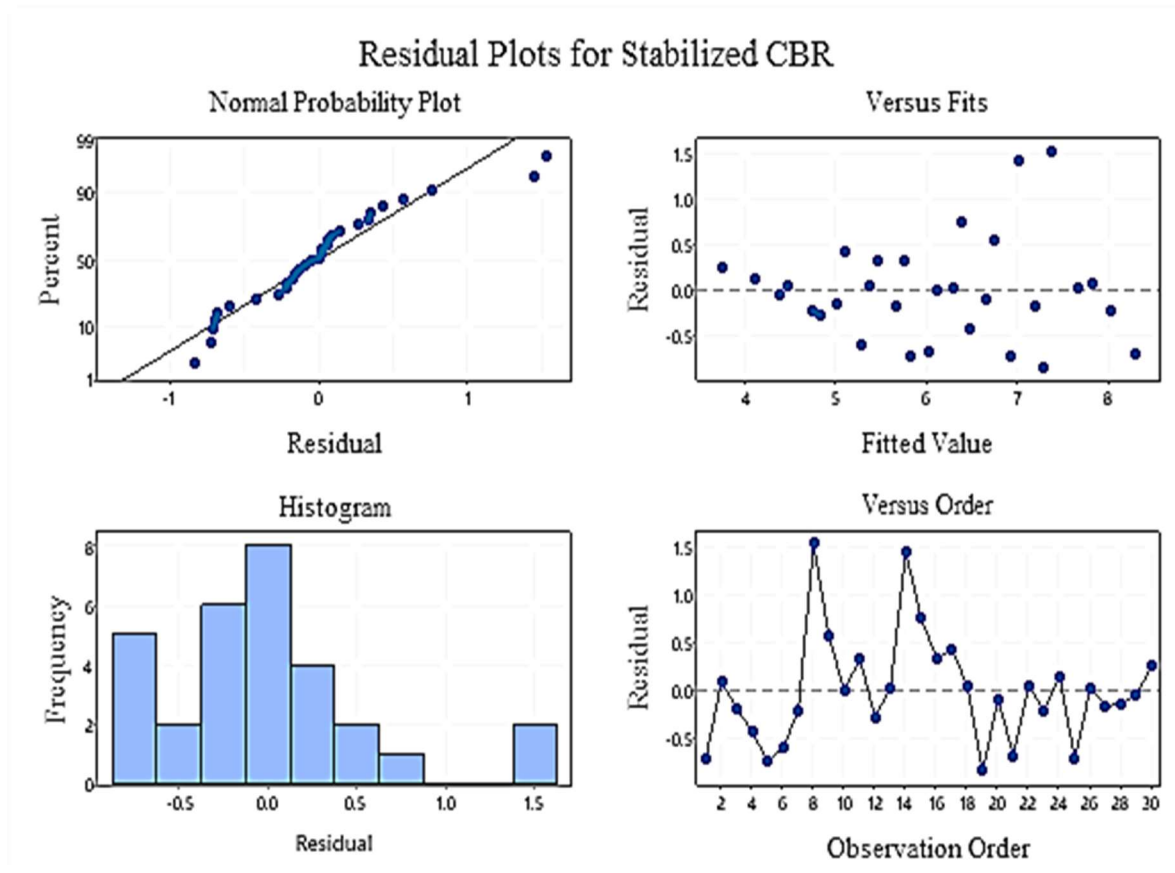 Residual Plots for Stabilized CBR
Normal Probability Plot
Percent
99
90
50
10
1
-1 0 1
Residual
Versus Fits
Residual
1.5
1.0
0.5
0.0
-0.5
4 5 6 7 8
Fitted Value
Histogram
Frequency
8
6
4
2
0
-0.5 0.0 0.5 1.0 1.5
Residual
Versus Order
Residual
1.5
1.0
0.5
0.0
-0.5
2 4 6 8 10 12 14 16 18 20 22 24 26 28 30
Observation Order